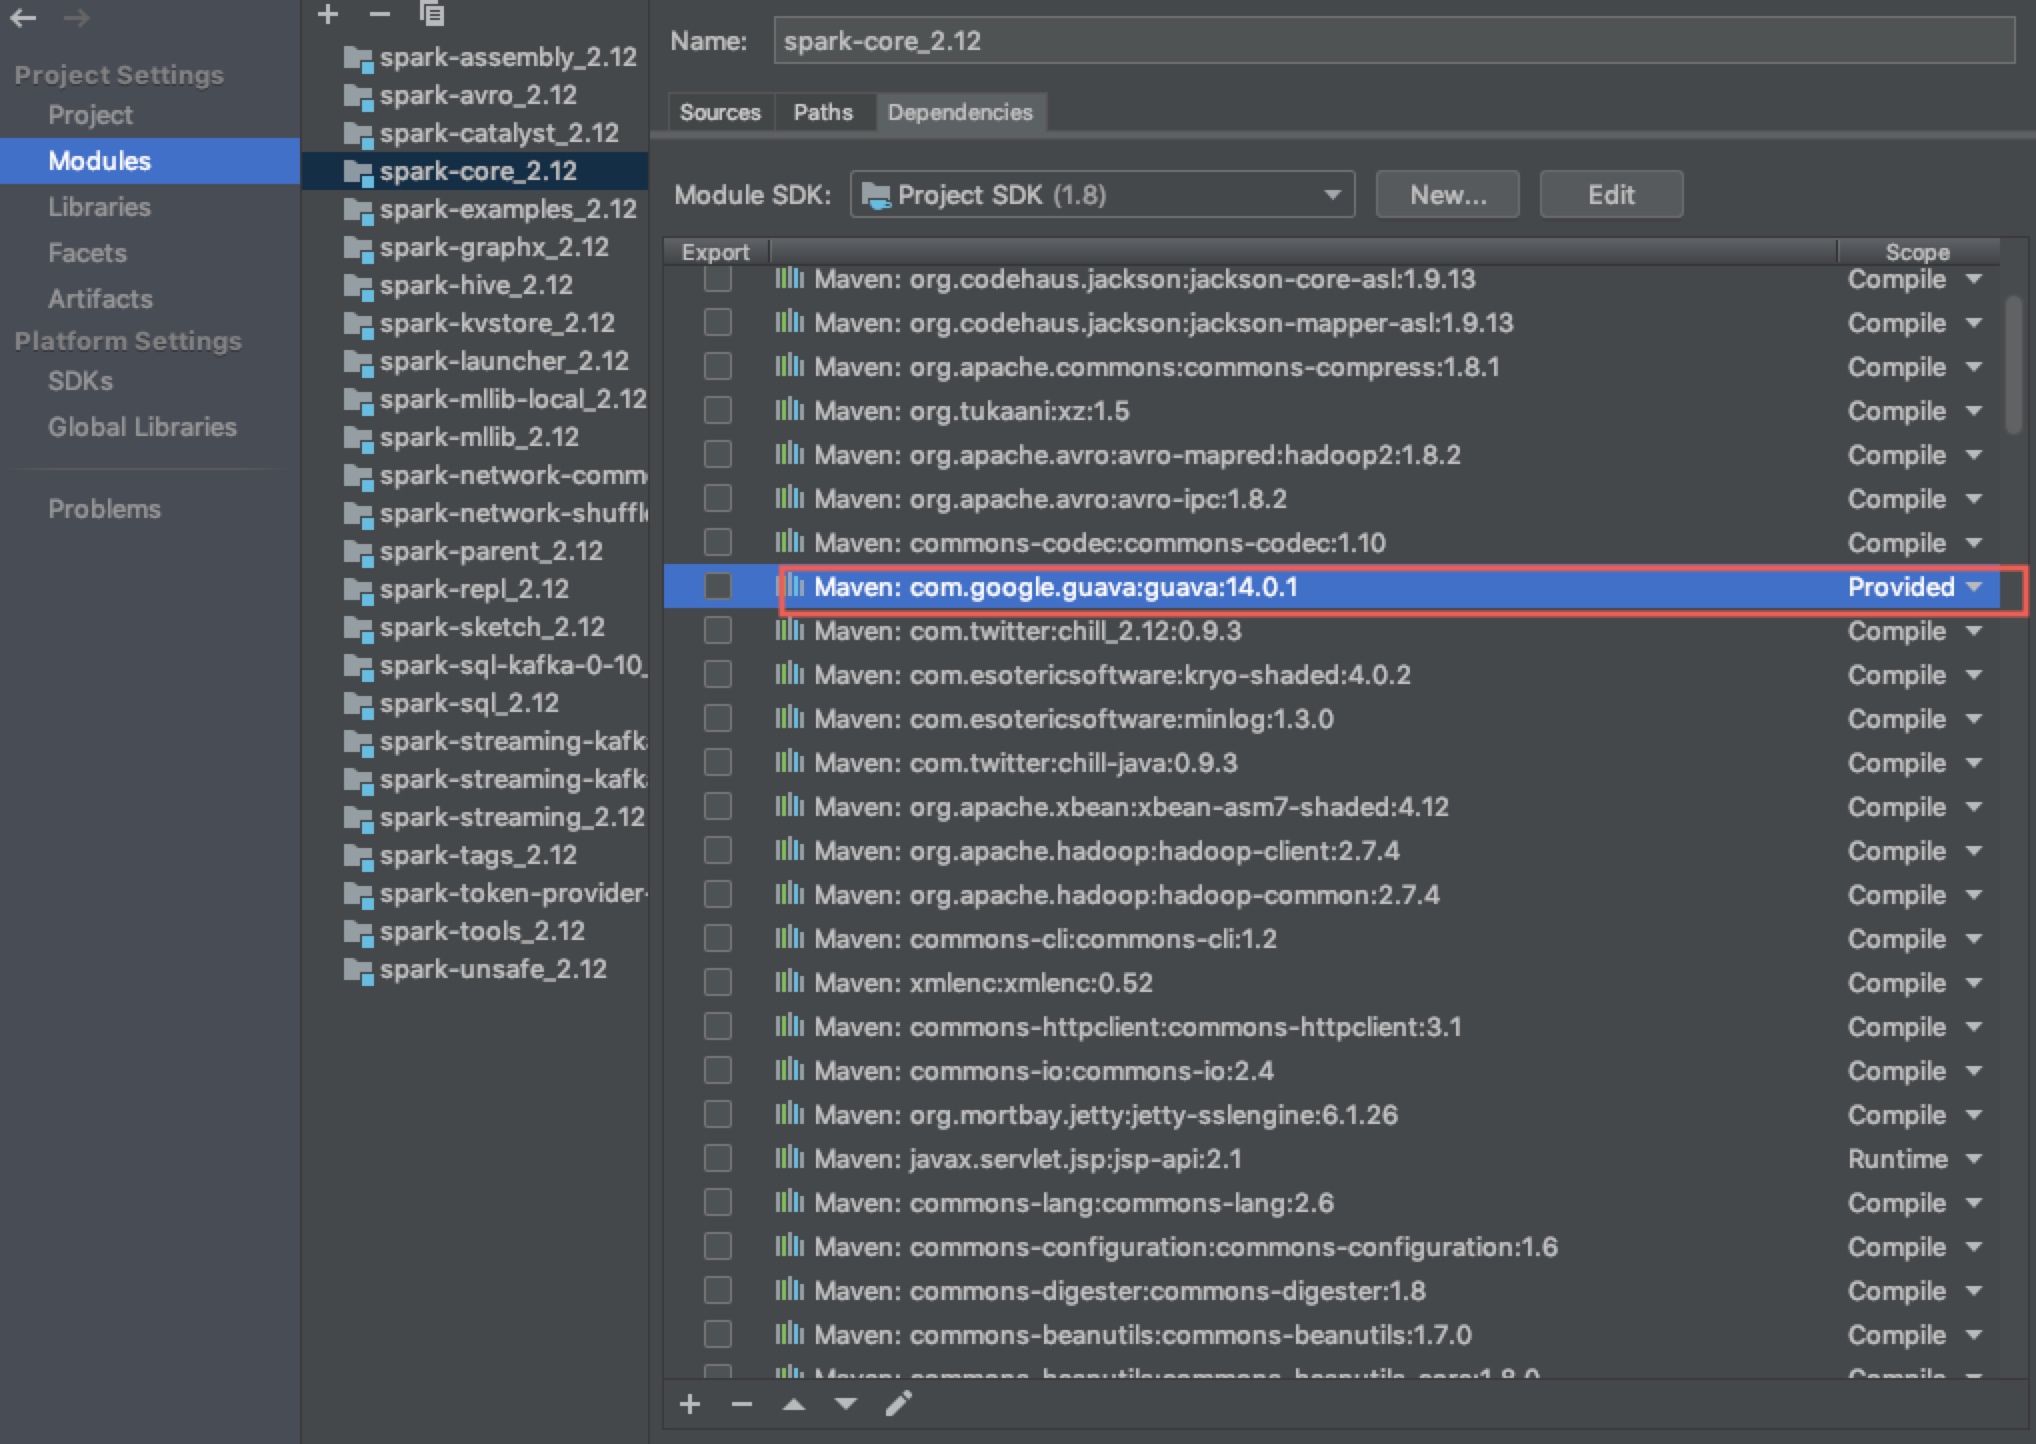 Project Settings
Project
Modules
Libraries
Facets
Artifacts
Platform Settings
SDKs
Global Libraries
Problems
spark-assembly_2.12
spark-avro_2.12
spark-catalyst_2.12
spark-core_2.12
spark-examples_2.12
spark-graphx_2.12
spark-hive_2.12
spark-kvstore_2.12
spark-launcher_2.12
spark-mllib-local_2.12
spark-mllib_2.12
spark-network-comm
spark-network-shuffl
spark-parent_2.12
spark-repl_2.12
spark-sketch_2.12
spark-sql-kafka-0-10_
spark-sql_2.12
spark-streaming-kafk
spark-streaming-kafk
spark-streaming_2.12
spark-tags_2.12
spark-token-provider-
spark-tools_2.12
spark-unsafe_2.12
Name: spark-core_2.12
Sources Paths Dependencies
Module SDK: Project SDK (1.8) New... Edit
Export Scope
Maven: org.codehaus.jackson:jackson-core-asl:1.9.13 Compile
Maven: org.codehaus.jackson:jackson-mapper-asl:1.9.13 Compile
Maven: org.apache.commons:commons-compress:1.8.1 Compile
Maven: org.tukaani:xz:1.5 Compile
Maven: org.apache.avro:avro-mapred:hadoop2:1.8.2 Compile
Maven: org.apache.avro:avro-ipc:1.8.2 Compile
Maven: commons-codec:commons-codec:1.10 Compile
Maven: com.google.guava:guava:14.0.1 Provided
Maven: com.twitter:chill_2.12:0.9.3 Compile
Maven: com.esotericsoftware:kryo-shaded:4.0.2 Compile
Maven: com.esotericsoftware:minlog:1.3.0 Compile
Maven: com.twitter:chill-java:0.9.3 Compile
Maven: org.apache.xbean:xbean-asm7-shaded:4.12 Compile
Maven: org.apache.hadoop:hadoop-client:2.7.4 Compile
Maven: org.apache.hadoop:hadoop-common:2.7.4 Compile
Maven: commons-cli:commons-cli:1.2 Compile
Maven: xmlenc:xmlenc:0.52 Compile
Maven: commons-httpclient:commons-httpclient:3.1 Compile
Maven: commons-io:commons-io:2.4 Compile
Maven: org.mortbay.jetty:jetty-sslengine:6.1.26 Compile
Maven: javax.servlet.jsp:jsp-api:2.1 Runtime
Maven: commons-lang:commons-lang:2.6 Compile
Maven: commons-configuration:commons-configuration:1.6 Compile
Maven: commons-digester:commons-digester:1.8 Compile
Maven: commons-beanutils:commons-beanutils:1.7.0 Compile